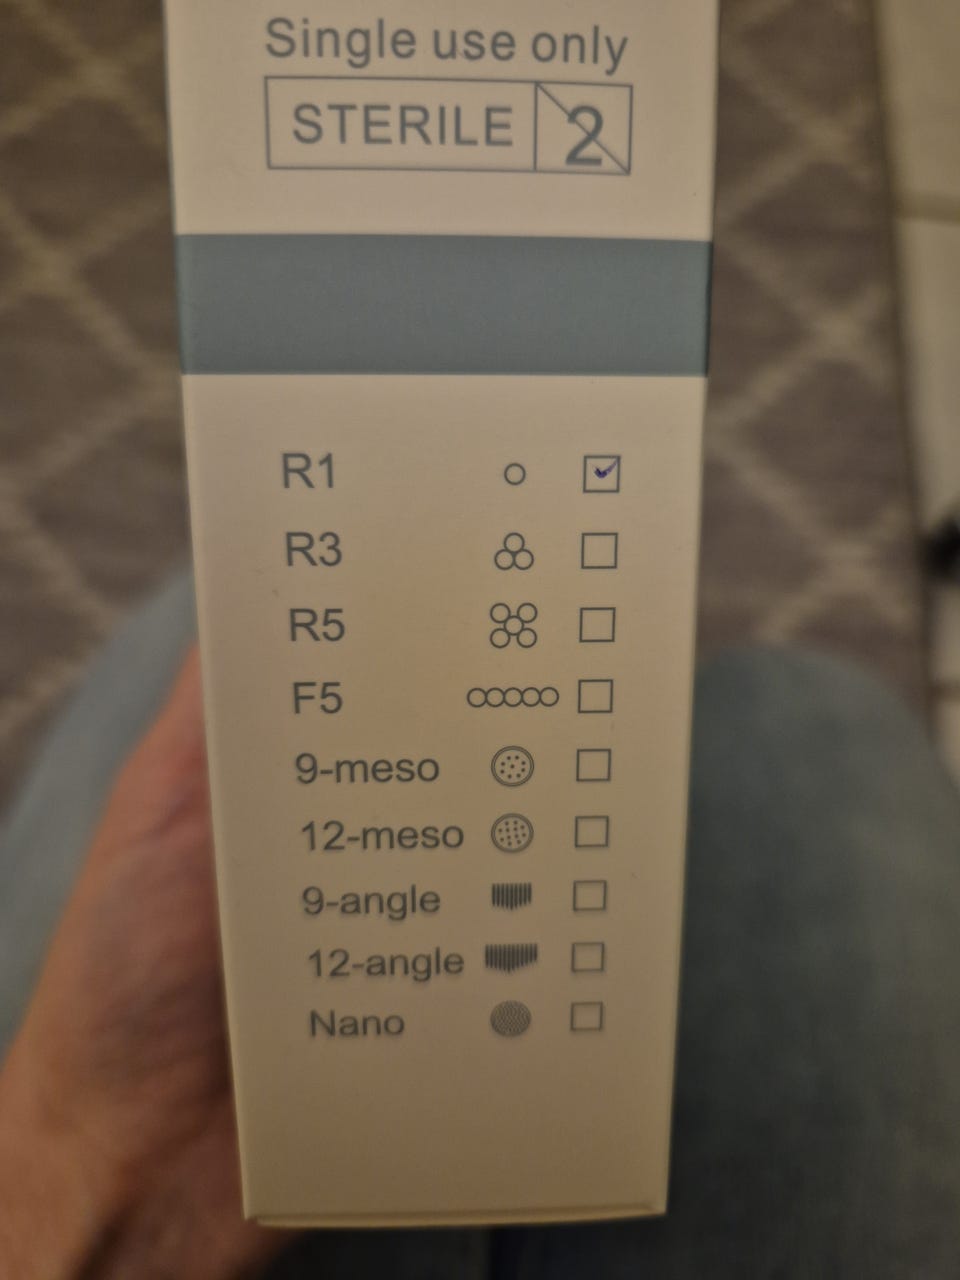 Single use only
STERILE 2
R1
R3
R5
F5
9-meso
12-meso
9-angle
12-angle
Nano